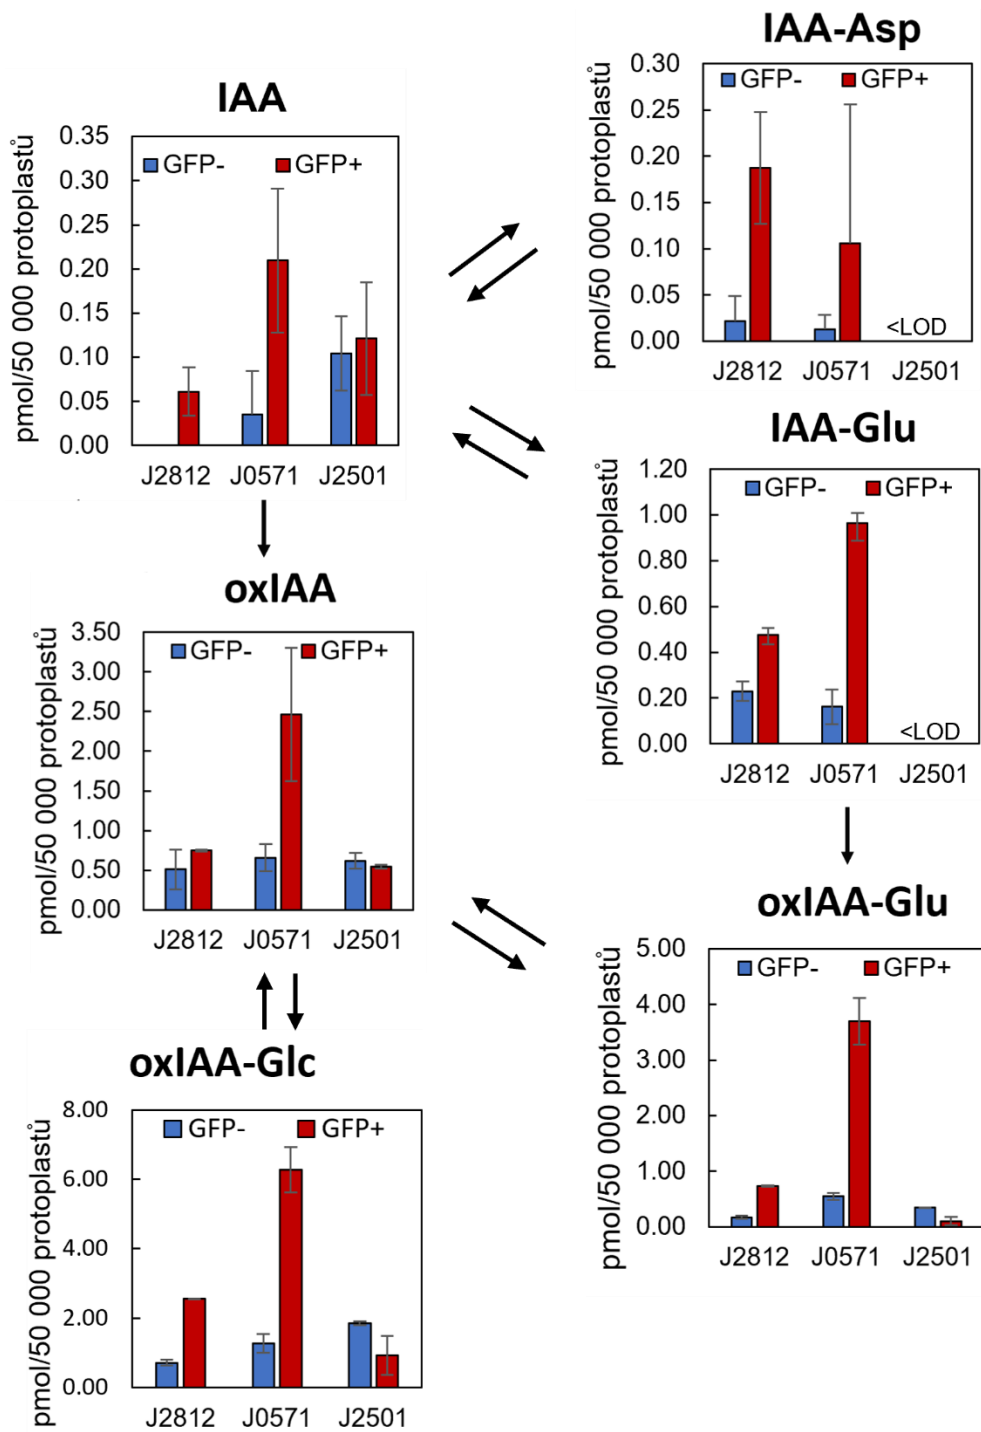 IAA
pmol/50 000 protoplastů
0.35
0.30
0.25
0.20
0.15
0.10
0.05
0.00
GFP- GFP+
J2812 J0571 J2501
IAA-Asp
pmol/50 000 protoplastů
0.30
0.25
0.20
0.15
0.10
0.05
0.00
GFP- GFP+
<LOD
J2812 J0571 J2501
IAA-Glu
pmol/50 000 protoplastů
1.20
1.00
0.80
0.60
0.40
0.20
0.00
GFP- GFP+
<LOD
J2812 J0571 J2501
oxIAA
pmol/50 000 protoplastů
3.50
3.00
2.50
2.00
1.50
1.00
0.50
0.00
GFP- GFP+
J2812 J0571 J2501
oxIAA-Glu
pmol/50 000 protoplastů
5.00
4.00
3.00
2.00
1.00
0.00
GFP- GFP+
J2812 J0571 J2501
oxIAA-Glc
pmol/50 000 protoplastů
8.00
6.00
4.00
2.00
0.00
GFP- GFP+
J2812 J0571 J2501